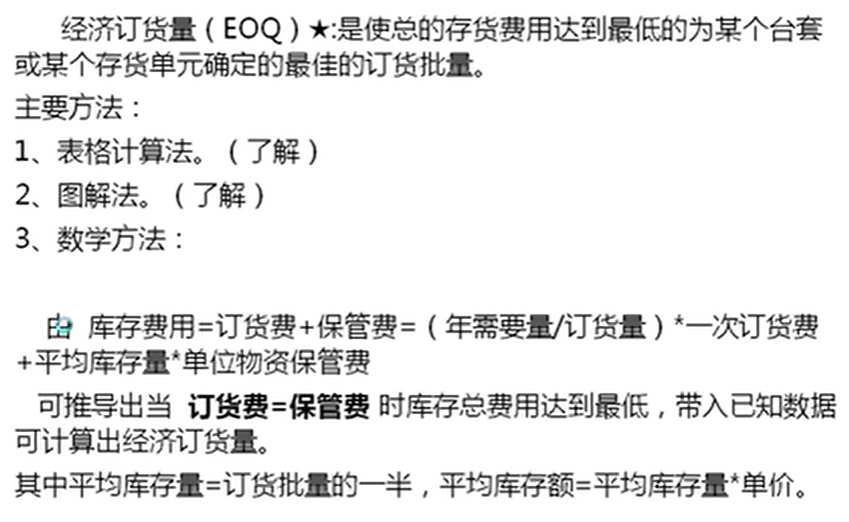 经济订货量（EOQ）★:是使总的存货费用达到最低的为某个台套
或某个存货单元确定的最佳的订货批量。
主要方法：
1、表格计算法。（了解）
2、图解法。（了解）
3、数学方法：
由 库存费用=订货费+保管费=（年需要量/订货量）*一次订货费
+平均库存量*单位物资保管费
可推导出当 订货费=保管费 时库存总费用达到最低，带入已知数据
可计算出经济订货量。
其中平均库存量=订货批量的一半，平均库存额=平均库存量*单价。